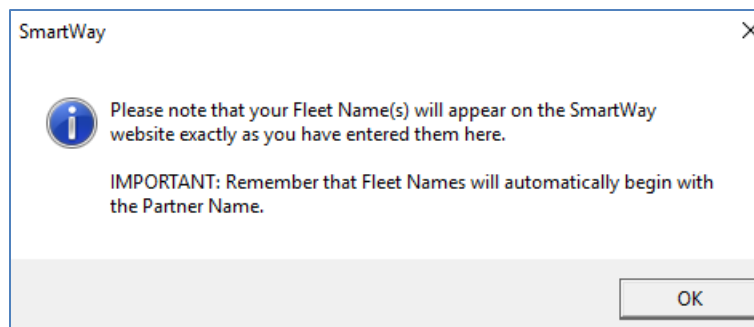 SmartWay
Please note that your Fleet Name(s) will appear on the SmartWay
website exactly as you have entered them here.
IMPORTANT: Remember that Fleet Names will automatically begin with
the Partner Name.
OK